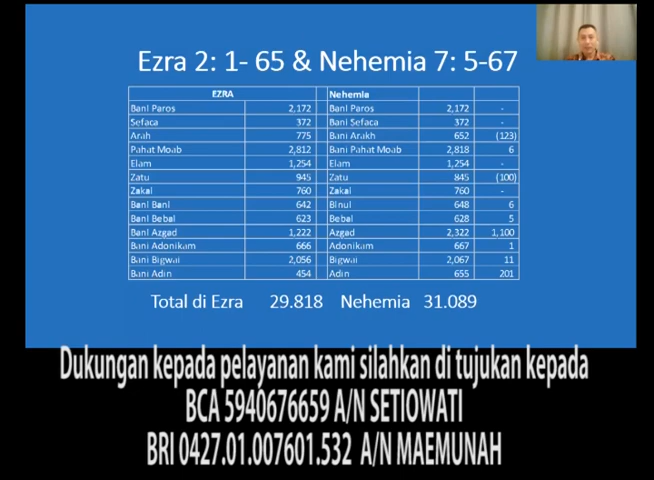 Ezra 2: 1- 65 & Nehemia 7: 5-67
EZRA Nehemia
Bani Paros 2,172 Bani Paros 2,172 -
Sefaca 372 Bani Sefaca 372 -
Arah 775 Bani Arakh 652 (123)
Pahat Moab 2,812 Bani Pahat Moab 2,818 6
Elam 1,254 Elam 1,254 -
Zatu 945 Zatu 845 (100)
Zakai 760 Zakai 760 -
Bani Bani 642 Binui 648 6
Bani Bebai 623 Bebai 628 5
Bani Azgad 1,222 Azgad 2,322 1,100
Bani Adonikam 666 Adonikam 667 1
Bani Bigwai 2,056 Bigwai 2,067 11
Bani Adin 454 Adin 655 201
Total di Ezra 29.818 Nehemia 31.089
Dukungan kepada pelayanan kami silahkan di tujukan kepada
BCA 5940676659 A/N SETIOWATI
BRI 0427.01.007601.532 A/N MAEMUNAH